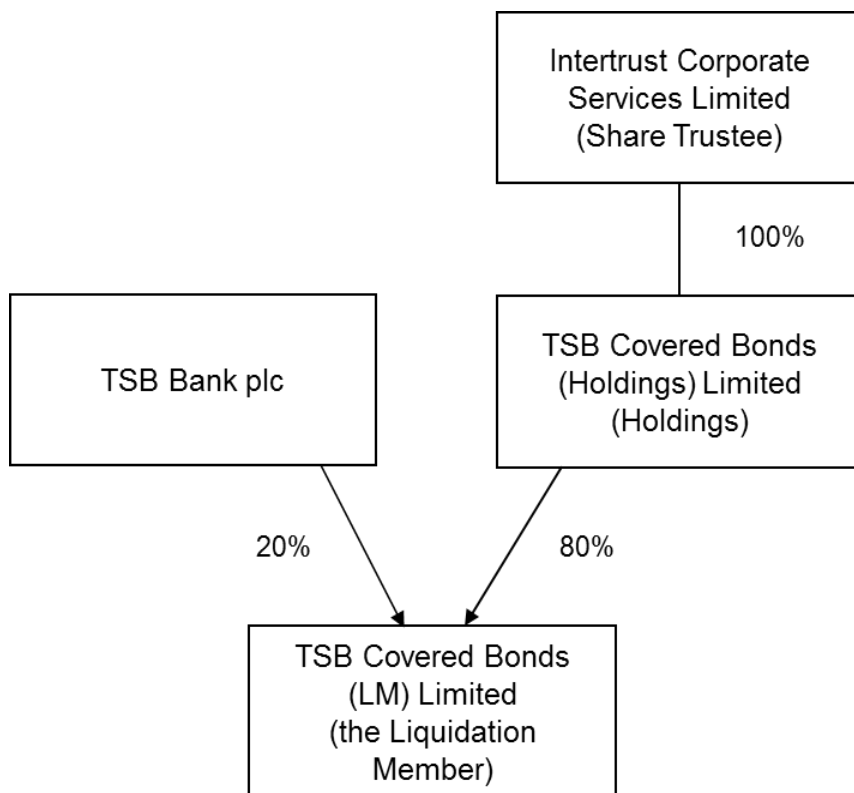 Intertrust Corporate
Services Limited
(Share Trustee)
100%
TSB Bank plc
TSB Covered Bonds
(Holdings) Limited
(Holdings)
20%
80%
TSB Covered Bonds
(LM) Limited
(the Liquidation
Member)